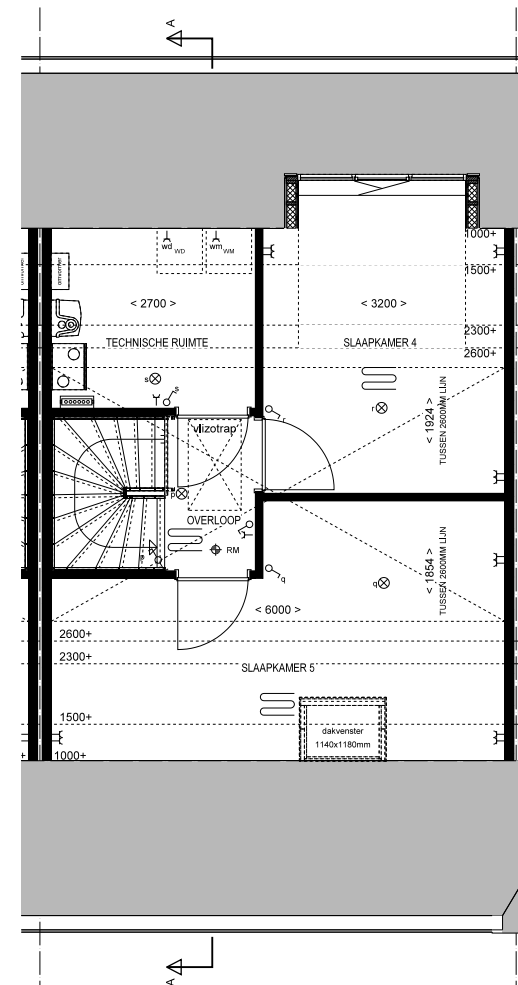 A
1000+
wd WD
wm WM
1500+
omvormer
< 2700 >
< 3200 >
2300+
TECHNISCHE RUIMTE
SLAAPKAMER 4
2600+
s
s
r
r
< 1924 >
TUSSEN 2600MM LIJN
vlizotrap
p
OVERLOOP
RM
q
q
< 1854 >
TUSSEN 2600MM LIJN
< 6000 >
2600+
2300+
SLAAPKAMER 5
1500+
dakvenster
1140x1180mm
1000+
A